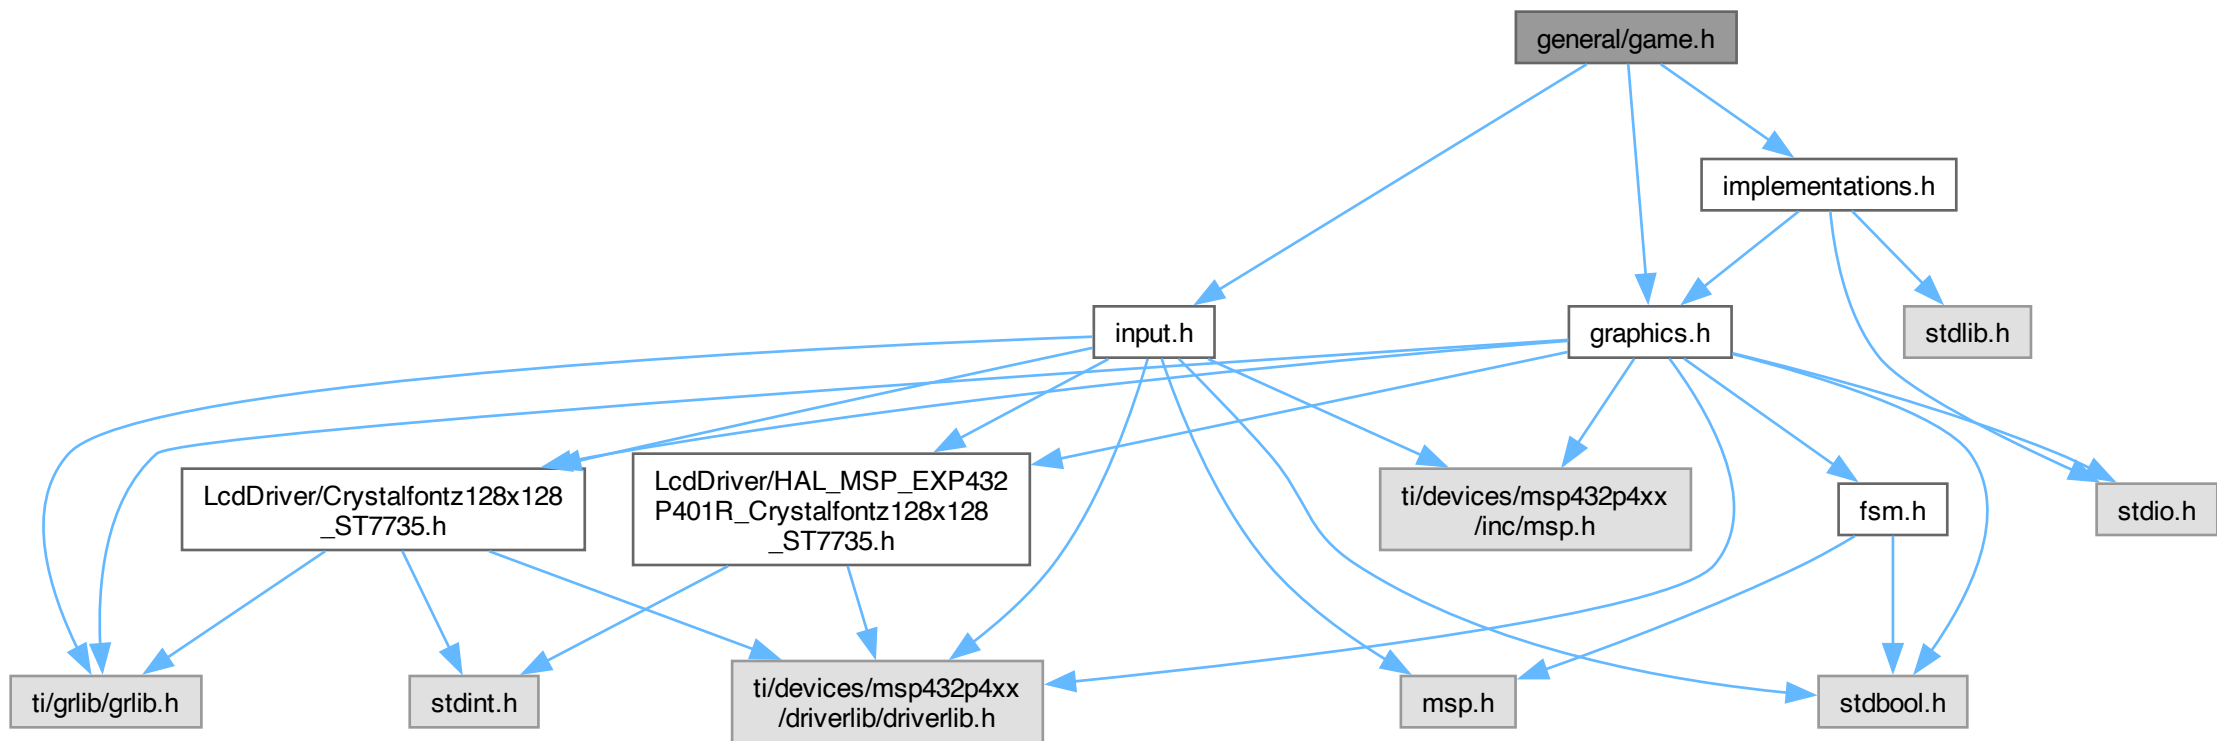 general/game.h
implementations.h
input.h
graphics.h
stdlib.h
LcdDriver/Crystalfontz128x128
_ST7735.h
LcdDriver/HAL_MSP_EXP432
P401R_Crystalfontz128x128
_ST7735.h
ti/devices/msp432p4xx
/inc/msp.h
fsm.h
stdio.h
ti/grlib/grlib.h
stdint.h
ti/devices/msp432p4xx
/driverlib/driverlib.h
msp.h
stdbool.h